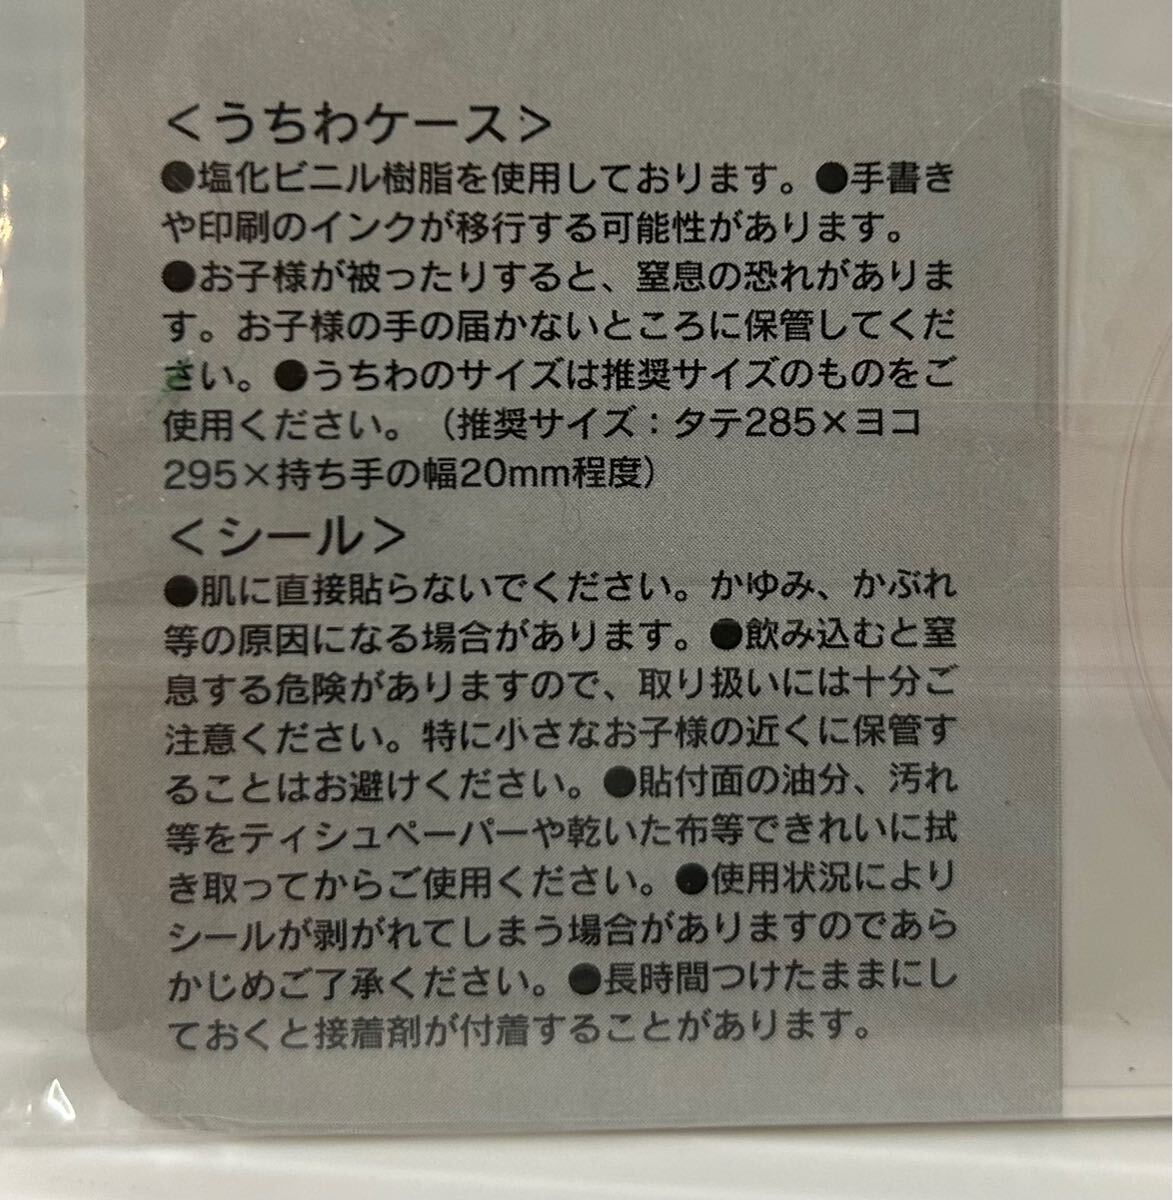 ＜うちわケース＞
●塩化ビニル樹脂を使用しております。●手書き
や印刷のインクが移行する可能性があります。
●お子様が被ったりすると、窒息の恐れがありま
す。お子様の手の届かないところに保管してくだ
さい。●うちわのサイズは推奨サイズのものをご
使用ください。（推奨サイズ：タテ285×ヨコ
295×持ち手の幅20mm程度）
＜シール＞
●肌に直接貼らないでください。かゆみ、かぶれ
等の原因になる場合があります。●飲み込むと窒
息する危険がありますので、取り扱いには十分ご
注意ください。特に小さなお子様の近くに保管す
ることはお避けください。●貼付面の油分、汚れ
等をティシュペーパーや乾いた布等できれいに拭
き取ってからご使用ください。●使用状況により
シールが剥がれてしまう場合がありますのであら
かじめご了承ください。●長時間つけたままにし
ておくと接着剤が付着することがあります。